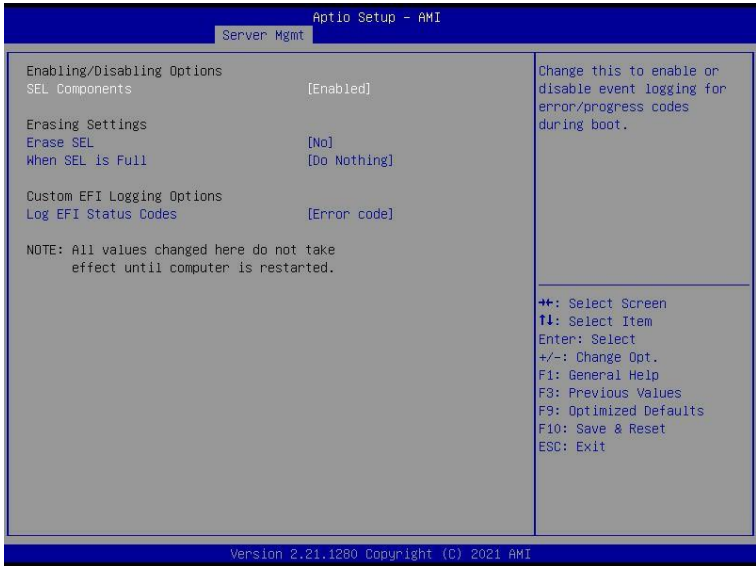 Aptio Setup - AMI
Server Mgmt
Enabling/Disabling Options
SEL Components [Enabled]
Erasing Settings
Erase SEL [No]
When SEL is Full [Do Nothing]
Custom EFI Logging Options
Log EFI Status Codes [Error code]
NOTE: All values changed here do not take
effect until computer is restarted.
Change this to enable or
disable event logging for
error/progress codes
during boot.
→←: Select Screen
↑↓: Select Item
Enter: Select
+/-: Change Opt.
F1: General Help
F3: Previous Values
F9: Optimized Defaults
F10: Save & Reset
ESC: Exit
Version 2.21.1280 Copyright (C) 2021 AMI